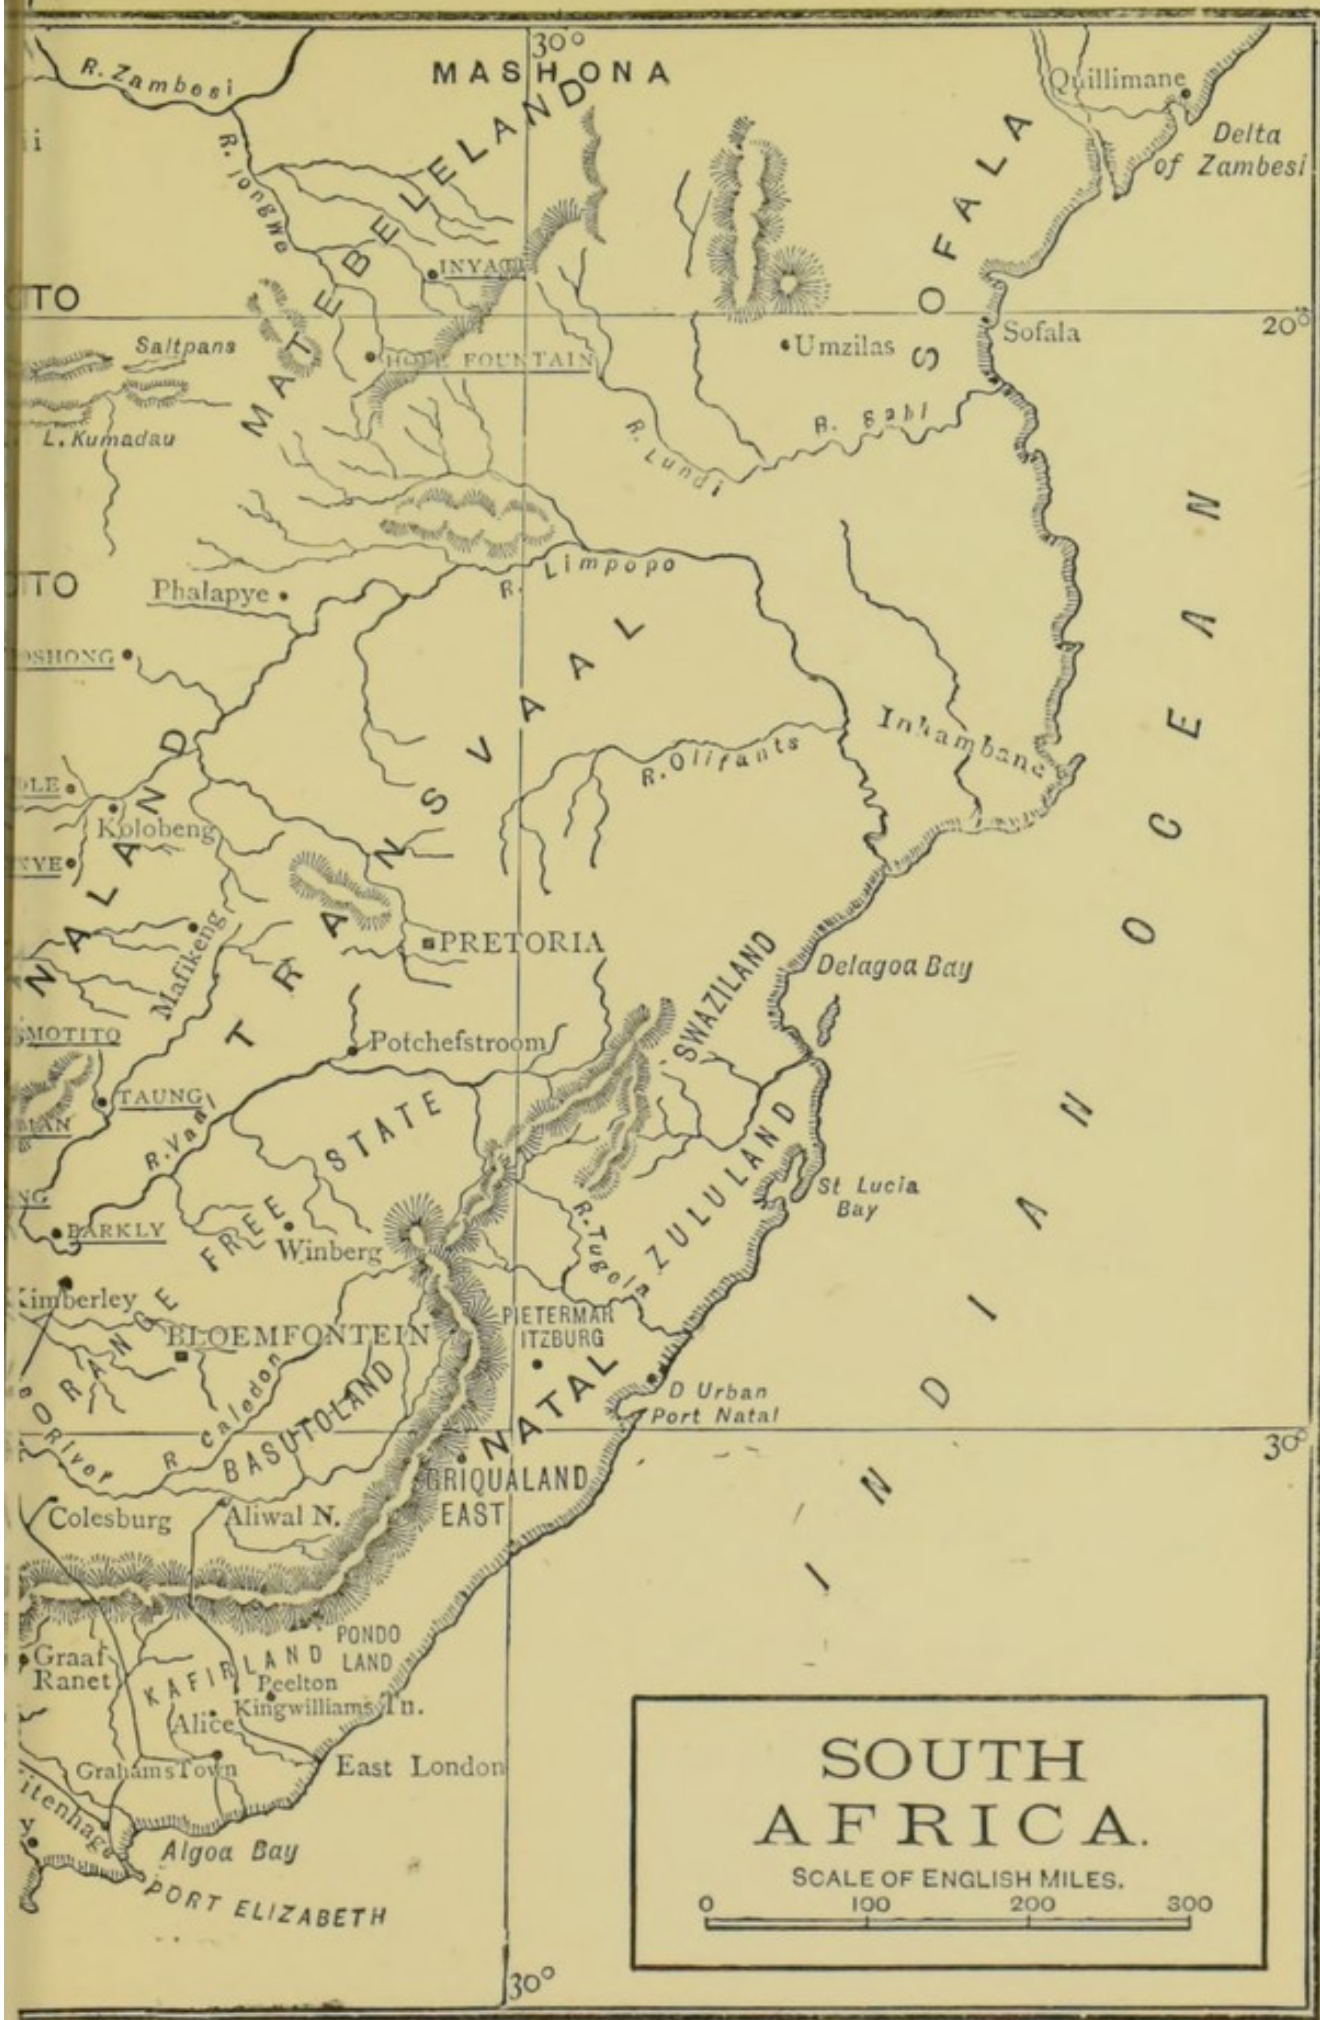 30°
MASHONA
R. Zambesi
Quillimane
Delta
of Zambesi
R. Jongwe
MATEBELELAND
SOFALA
INYATI
20°
Saltpans
HOPE FOUNTAIN
Umzilas
Sofala
L. Kumadau
R. Lundi
R. Sabi
Phalapye
R. Limpopo
TRANSVAAL
INDIAN OCEAN
R. Olifants
Inhambane
Kolobeng
Mafikeng
PRETORIA
Delagoa Bay
SWAZILAND
MOTITO
Potchefstroom
TAUNG
R. Vaal
ORANGE FREE STATE
ZULULAND
St Lucia
Bay
R. Tugela
BARKLY
Winberg
Kimberley
PIETERMAR
ITZBURG
BLOEMFONTEIN
R. Caledon
BASUTOLAND
NATAL
D Urban
Port Natal
River
30°
GRIQUALAND
EAST
Colesburg
Aliwal N.
PONDO
LAND
KAFIRLAND
Graaf
Ranet
Peelton
Kingwilliams Tn.
Alice
GrahamsTown
East London
itenhage
Algoa Bay
PORT ELIZABETH
30°
SOUTH
AFRICA.
SCALE OF ENGLISH MILES.
0 100 200 300